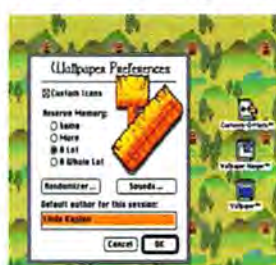 Wallpaper Preferences
Custom Icons
Reserve Memory:
Some
More
A Lot
A Whole Lot
Randomizer...
Sounds...
Default author for this session:
Linda Kaplan
Cancel
OK
Wallpaper™